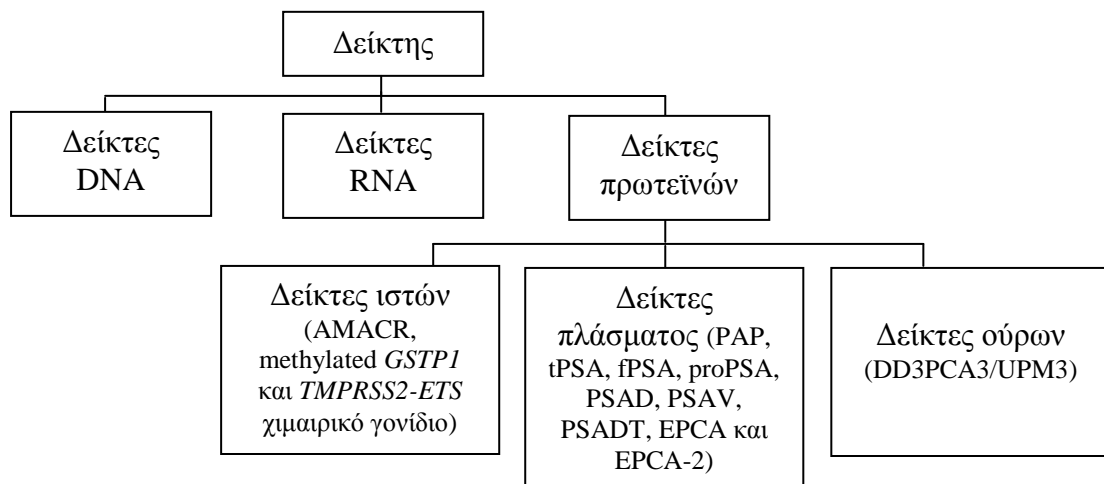 Δείκτης
Δείκτες
DNA
Δείκτες
RNA
Δείκτες
πρωτεϊνών
Δείκτες ιστών
(AMACR,
methylated GSTP1
και TMPRSS2-ETS
χιμαιρικό γονίδιο)
Δείκτες
πλάσματος (PAP,
tPSA, fPSA, proPSA,
PSAD, PSAV,
PSADT, EPCA και
EPCA-2)
Δείκτες ούρων
(DD3PCA3/UPM3)